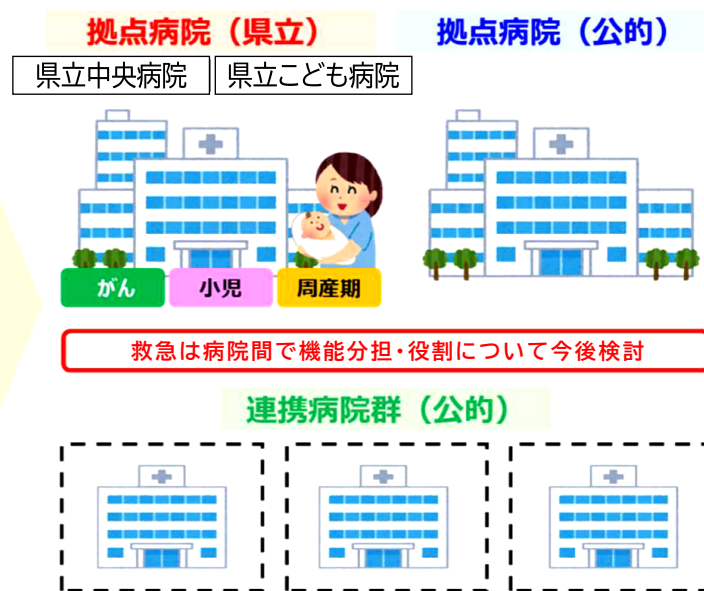 拠点病院（県立）
拠点病院（公的）
県立中央病院
県立こども病院
がん
小児
周産期
救急は病院間で機能分担・役割について今後検討
連携病院群（公的）